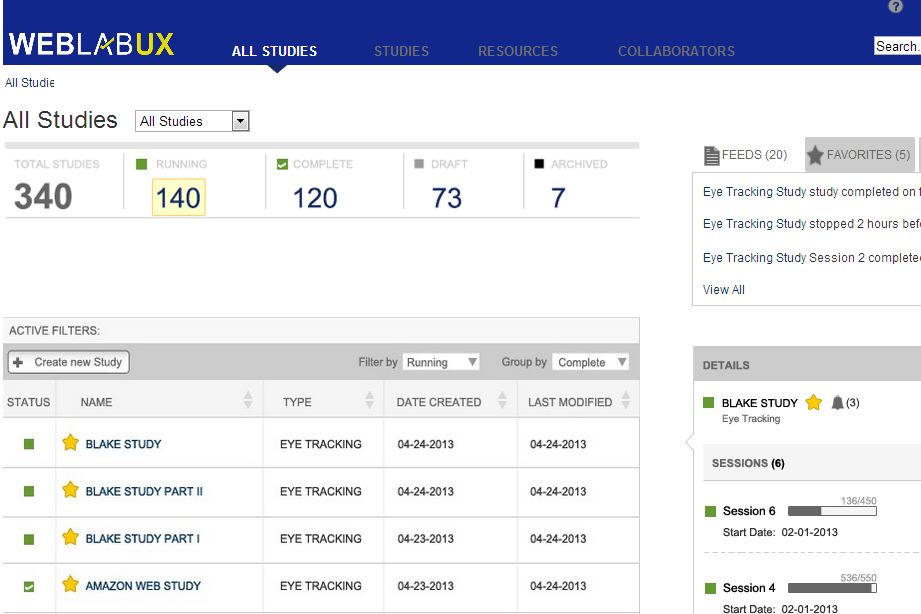 WEBLABUX
ALL STUDIES STUDIES RESOURCES COLLABORATORS
Search.
All Studie
All Studies
All Studies
TOTAL STUDIES RUNNING COMPLETE DRAFT ARCHIVED
340 140 120 73 7
FEEDS (20) FAVORITES (5)
Eye Tracking Study study completed on
Eye Tracking Study stopped 2 hours bef
Eye Tracking Study Session 2 complete
View All
ACTIVE FILTERS:
Create new Study Filter by Running Group by Complete
STATUS NAME TYPE DATE CREATED LAST MODIFIED
BLAKE STUDY EYE TRACKING 04-24-2013 04-24-2013
BLAKE STUDY PART II EYE TRACKING 04-24-2013 04-24-2013
BLAKE STUDY PART I EYE TRACKING 04-23-2013 04-24-2013
AMAZON WEB STUDY EYE TRACKING 04-23-2013 04-24-2013
DETAILS
BLAKE STUDY (3)
Eye Tracking
SESSIONS (6)
136/450
Session 6
Start Date: 02-01-2013
536/550
Session 4
Start Date: 02-01-2013